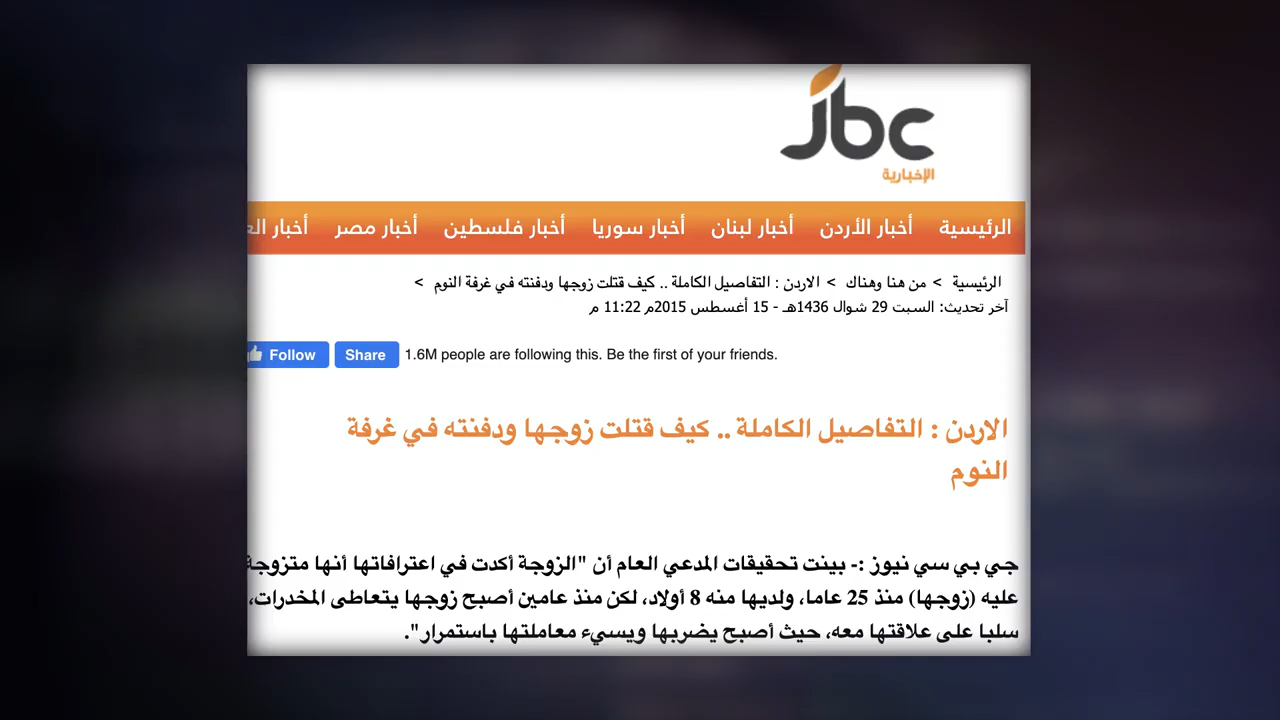 jbc
الإخبارية
الرئيسية أخبار الأردن أخبار لبنان أخبار سوريا أخبار فلسطين أخبار مصر أخبار
الرئيسية > من هنا وهناك > الاردن : التفاصيل الكاملة .. كيف قتلت زوجها ودفنته في غرفة النوم >
آخر تحديث: السبت 29 شوال 1436هـ - 15 أغسطس 2015م 11:22 م
Follow Share 1.6M people are following this. Be the first of your friends.
الاردن : التفاصيل الكاملة .. كيف قتلت زوجها ودفنته في غرفة
النوم
جي بي سي نيوز :- بينت تحقيقات المدعي العام أن "الزوجة أكدت في اعترافاتها أنها متزوجة
عليه (زوجها) منذ 25 عاما، ولديها منه 8 أولاد، لكن منذ عامين أصبح زوجها يتعاطى المخدرات،
سلبا على علاقتها معه، حيث أصبح يضربها ويسيء معاملتها باستمرار".